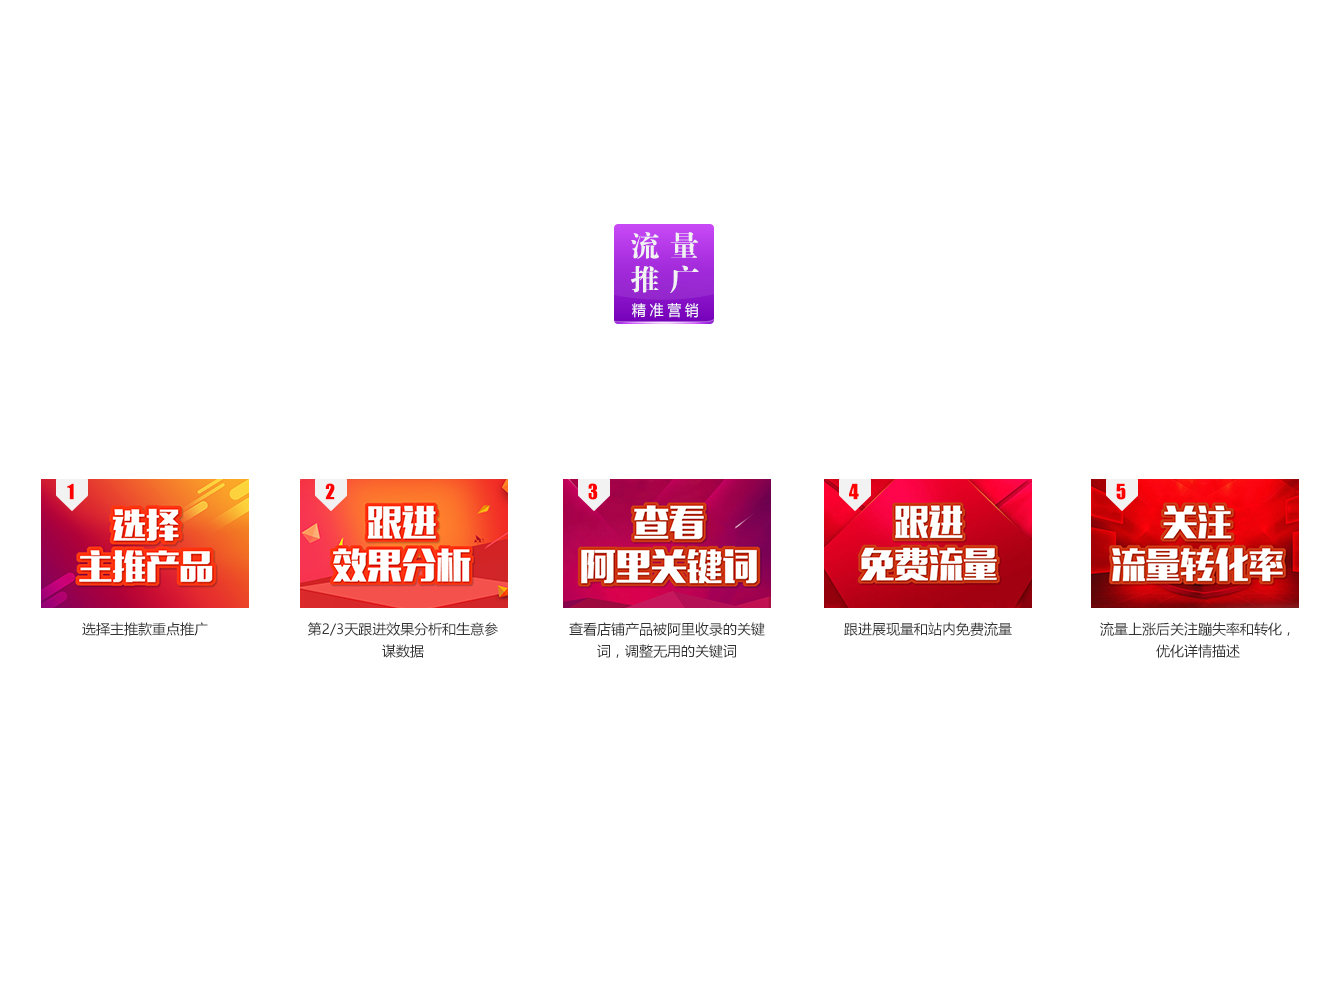 流量
推广
精准营销
1
选择
主推产品
选择主推款重点推广
2
跟进
效果分析
第2/3天跟进效果分析和生意参
谋数据
3
查看
阿里关键词
查看店铺产品被阿里收录的关键
词，调整无用的关键词
4
跟进
免费流量
跟进展现量和站内免费流量
5
关注
流量转化率
流量上涨后关注蹦失率和转化，
优化详情描述